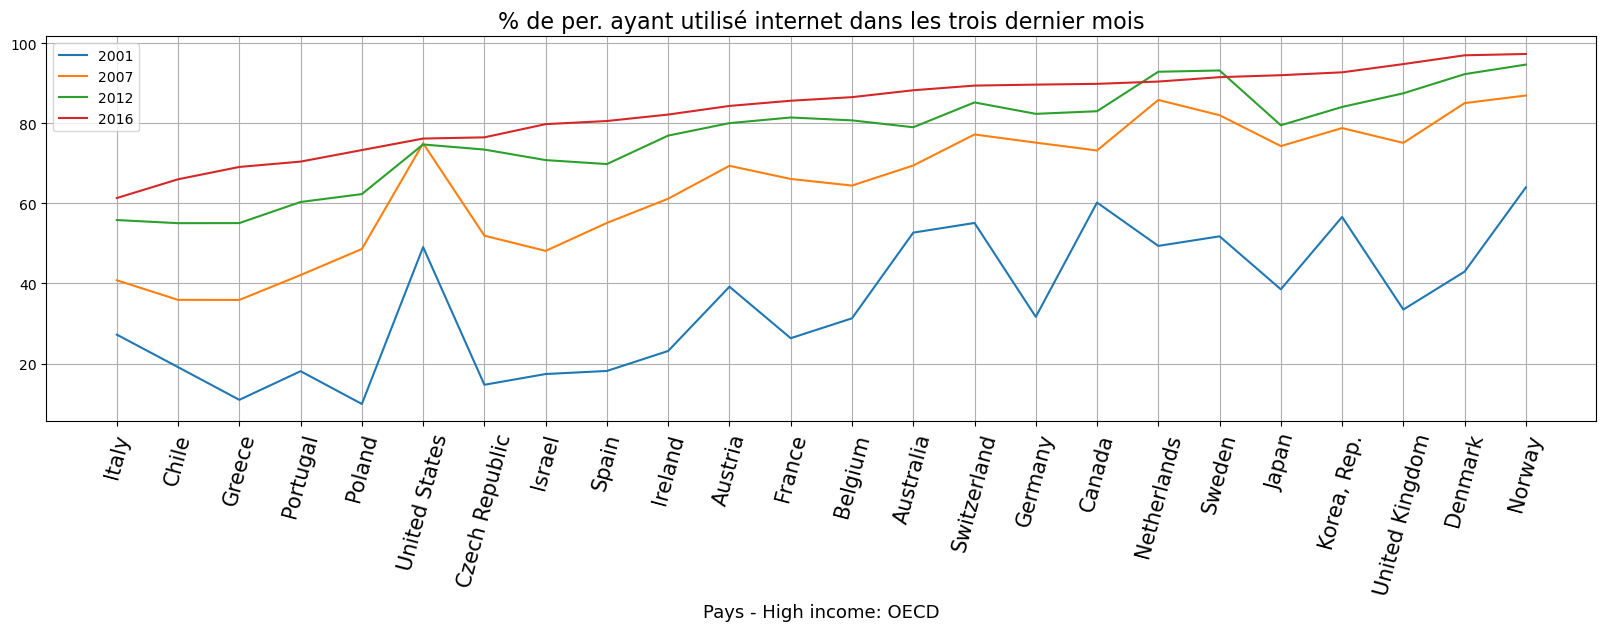 % de per. ayant utilisé internet dans les trois dernier mois
100
80
60
40
20
2001
2007
2012
2016
Italy
Chile
Greece
Portugal
Poland
United States
Czech Republic
Israel
Spain
Ireland
Austria
France
Belgium
Australia
Switzerland
Germany
Canada
Netherlands
Sweden
Japan
Korea, Rep.
United Kingdom
Denmark
Norway
Pays - High income: OECD